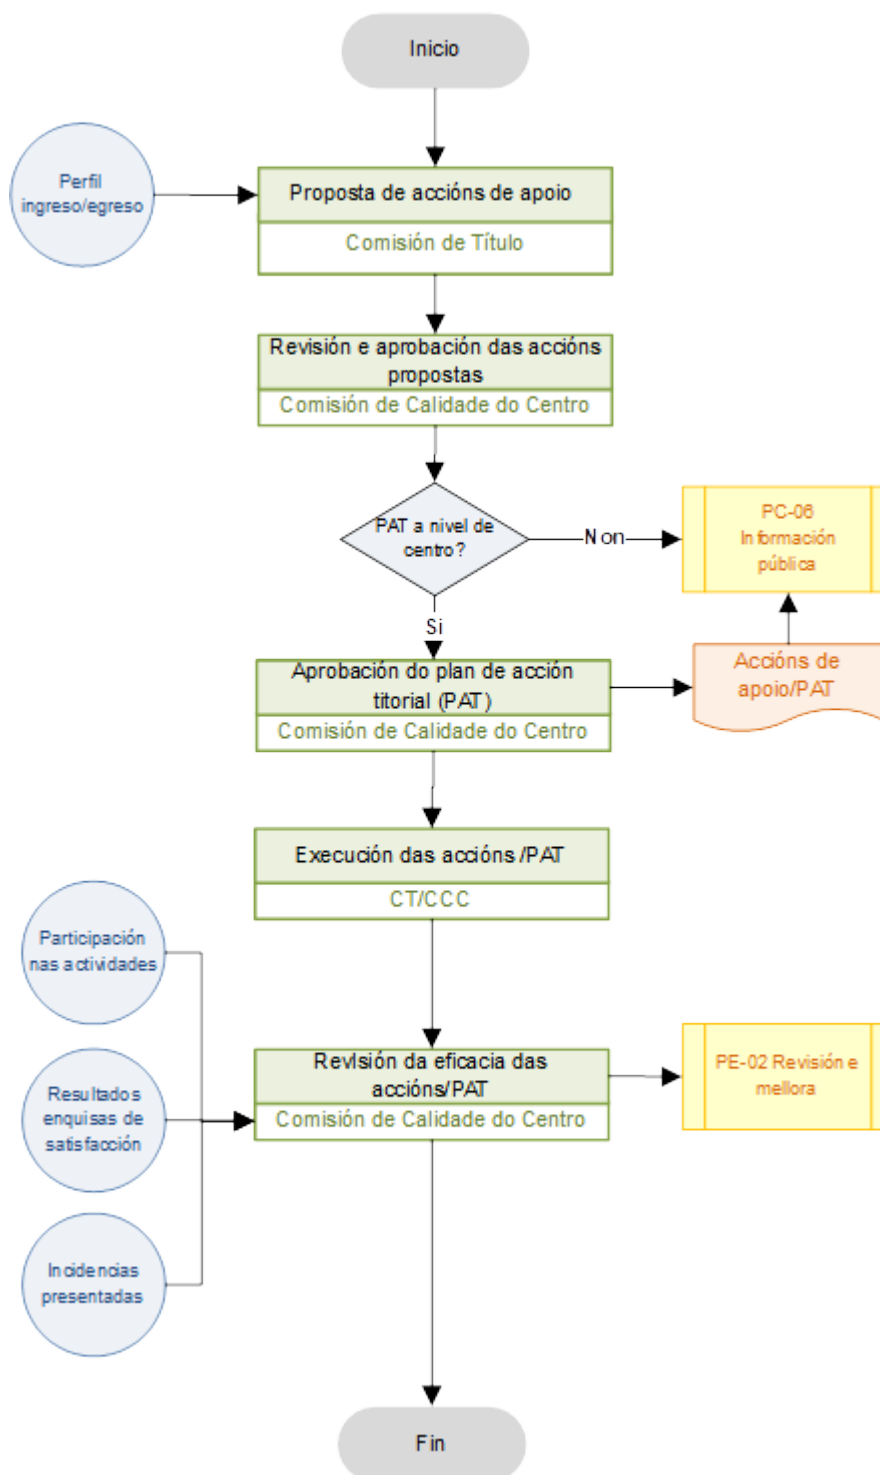 Inicio
Perfil
ingreso/egreso
Proposta de accións de apoio
Comisión de Título
Revisión e aprobación das accións
propostas
Comisión de Calidade do Centro
PAT a nivel de
centro?
Non
PC-06
Información
pública
Si
Aprobación do plan de acción
titorial (PAT)
Comisión de Calidade do Centro
Accións de
apoio/PAT
Execución das accións /PAT
CT/CCC
Participación
nas actividades
Revisión da eficacia das
accións/PAT
Comisión de Calidade do Centro
PE-02 Revisión e
mellora
Resultados
enquisas de
satisfacción
Incidencias
presentadas
Fin